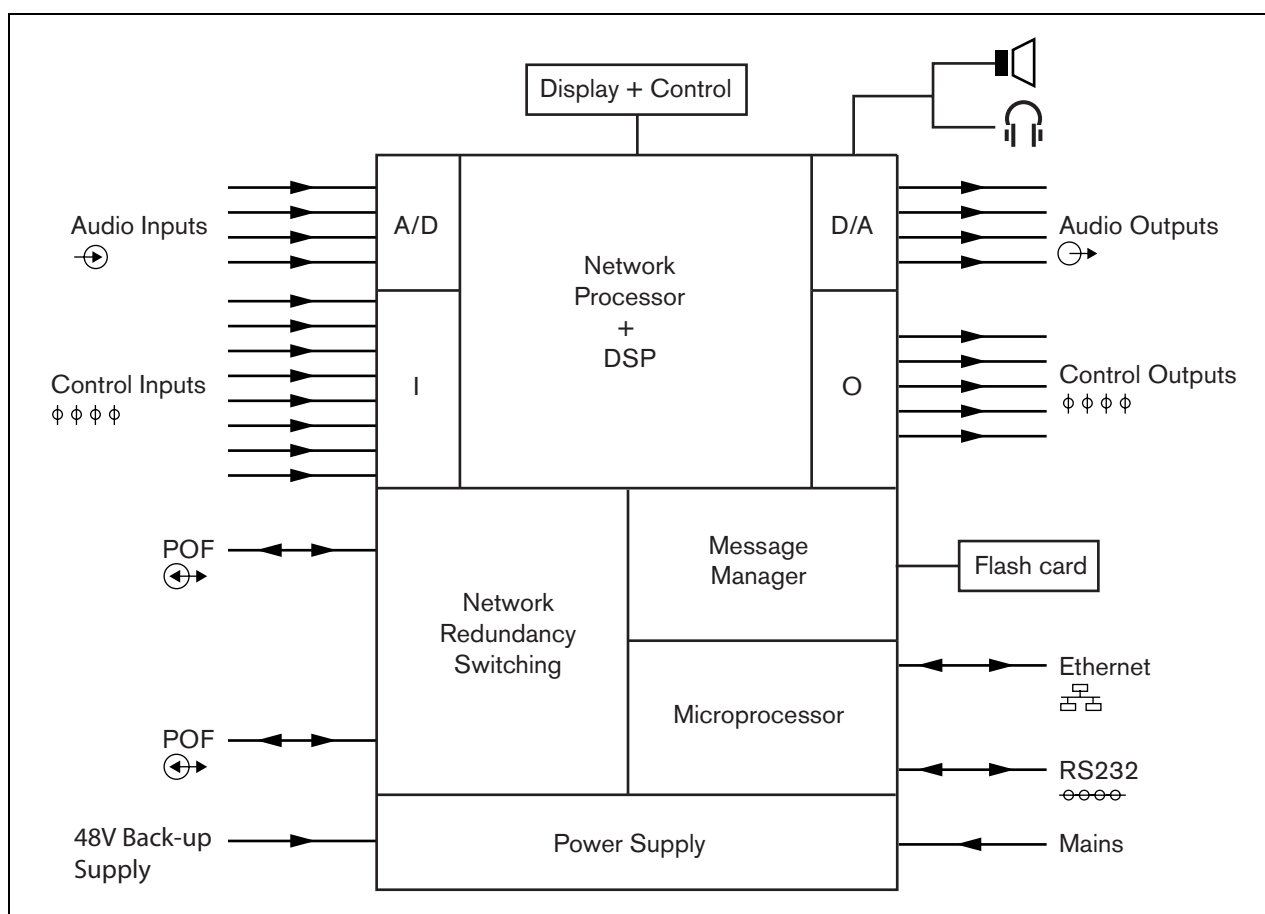 Display + Control
Audio Inputs
A/D
D/A
Audio Outputs
Network
Processor
+
DSP
Control Inputs
I
O
Control Outputs
POF
Message
Manager
Flash card
Network
Redundancy
Switching
Ethernet
Microprocessor
POF
RS232
48V Back-up
Supply
Power Supply
Mains